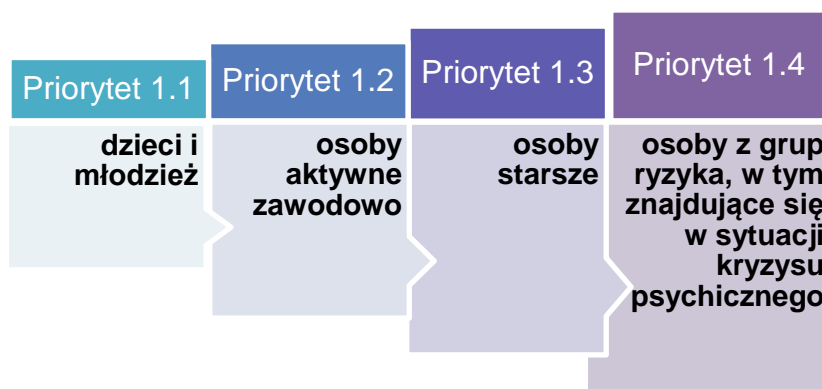 Priorytet 1.1
dzieci i
młodzież
Priorytet 1.2
osoby
aktywne
zawodowo
Priorytet 1.3
osoby
starsze
Priorytet 1.4
osoby z grup
ryzyka, w tym
znajdujące się
w sytuacji
kryzysu
psychicznego